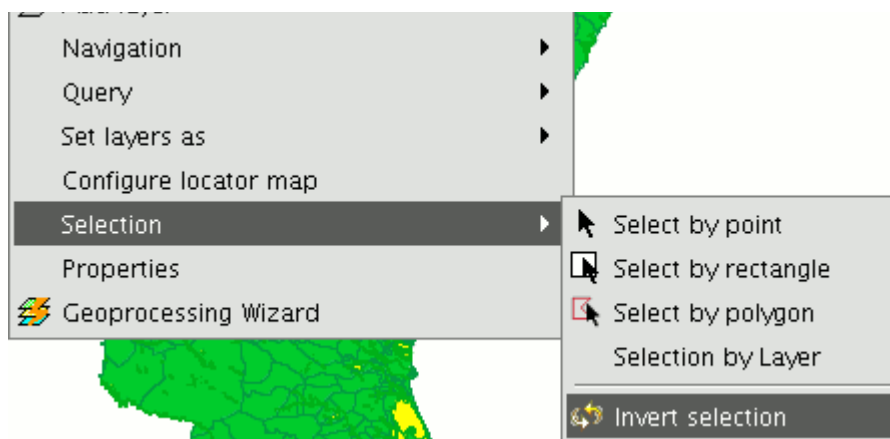 Navigation
Query
Set layers as
Configure locator map
Selection
Properties
Geoprocessing Wizard
Select by point
Select by rectangle
Select by polygon
Selection by Layer
Invert selection